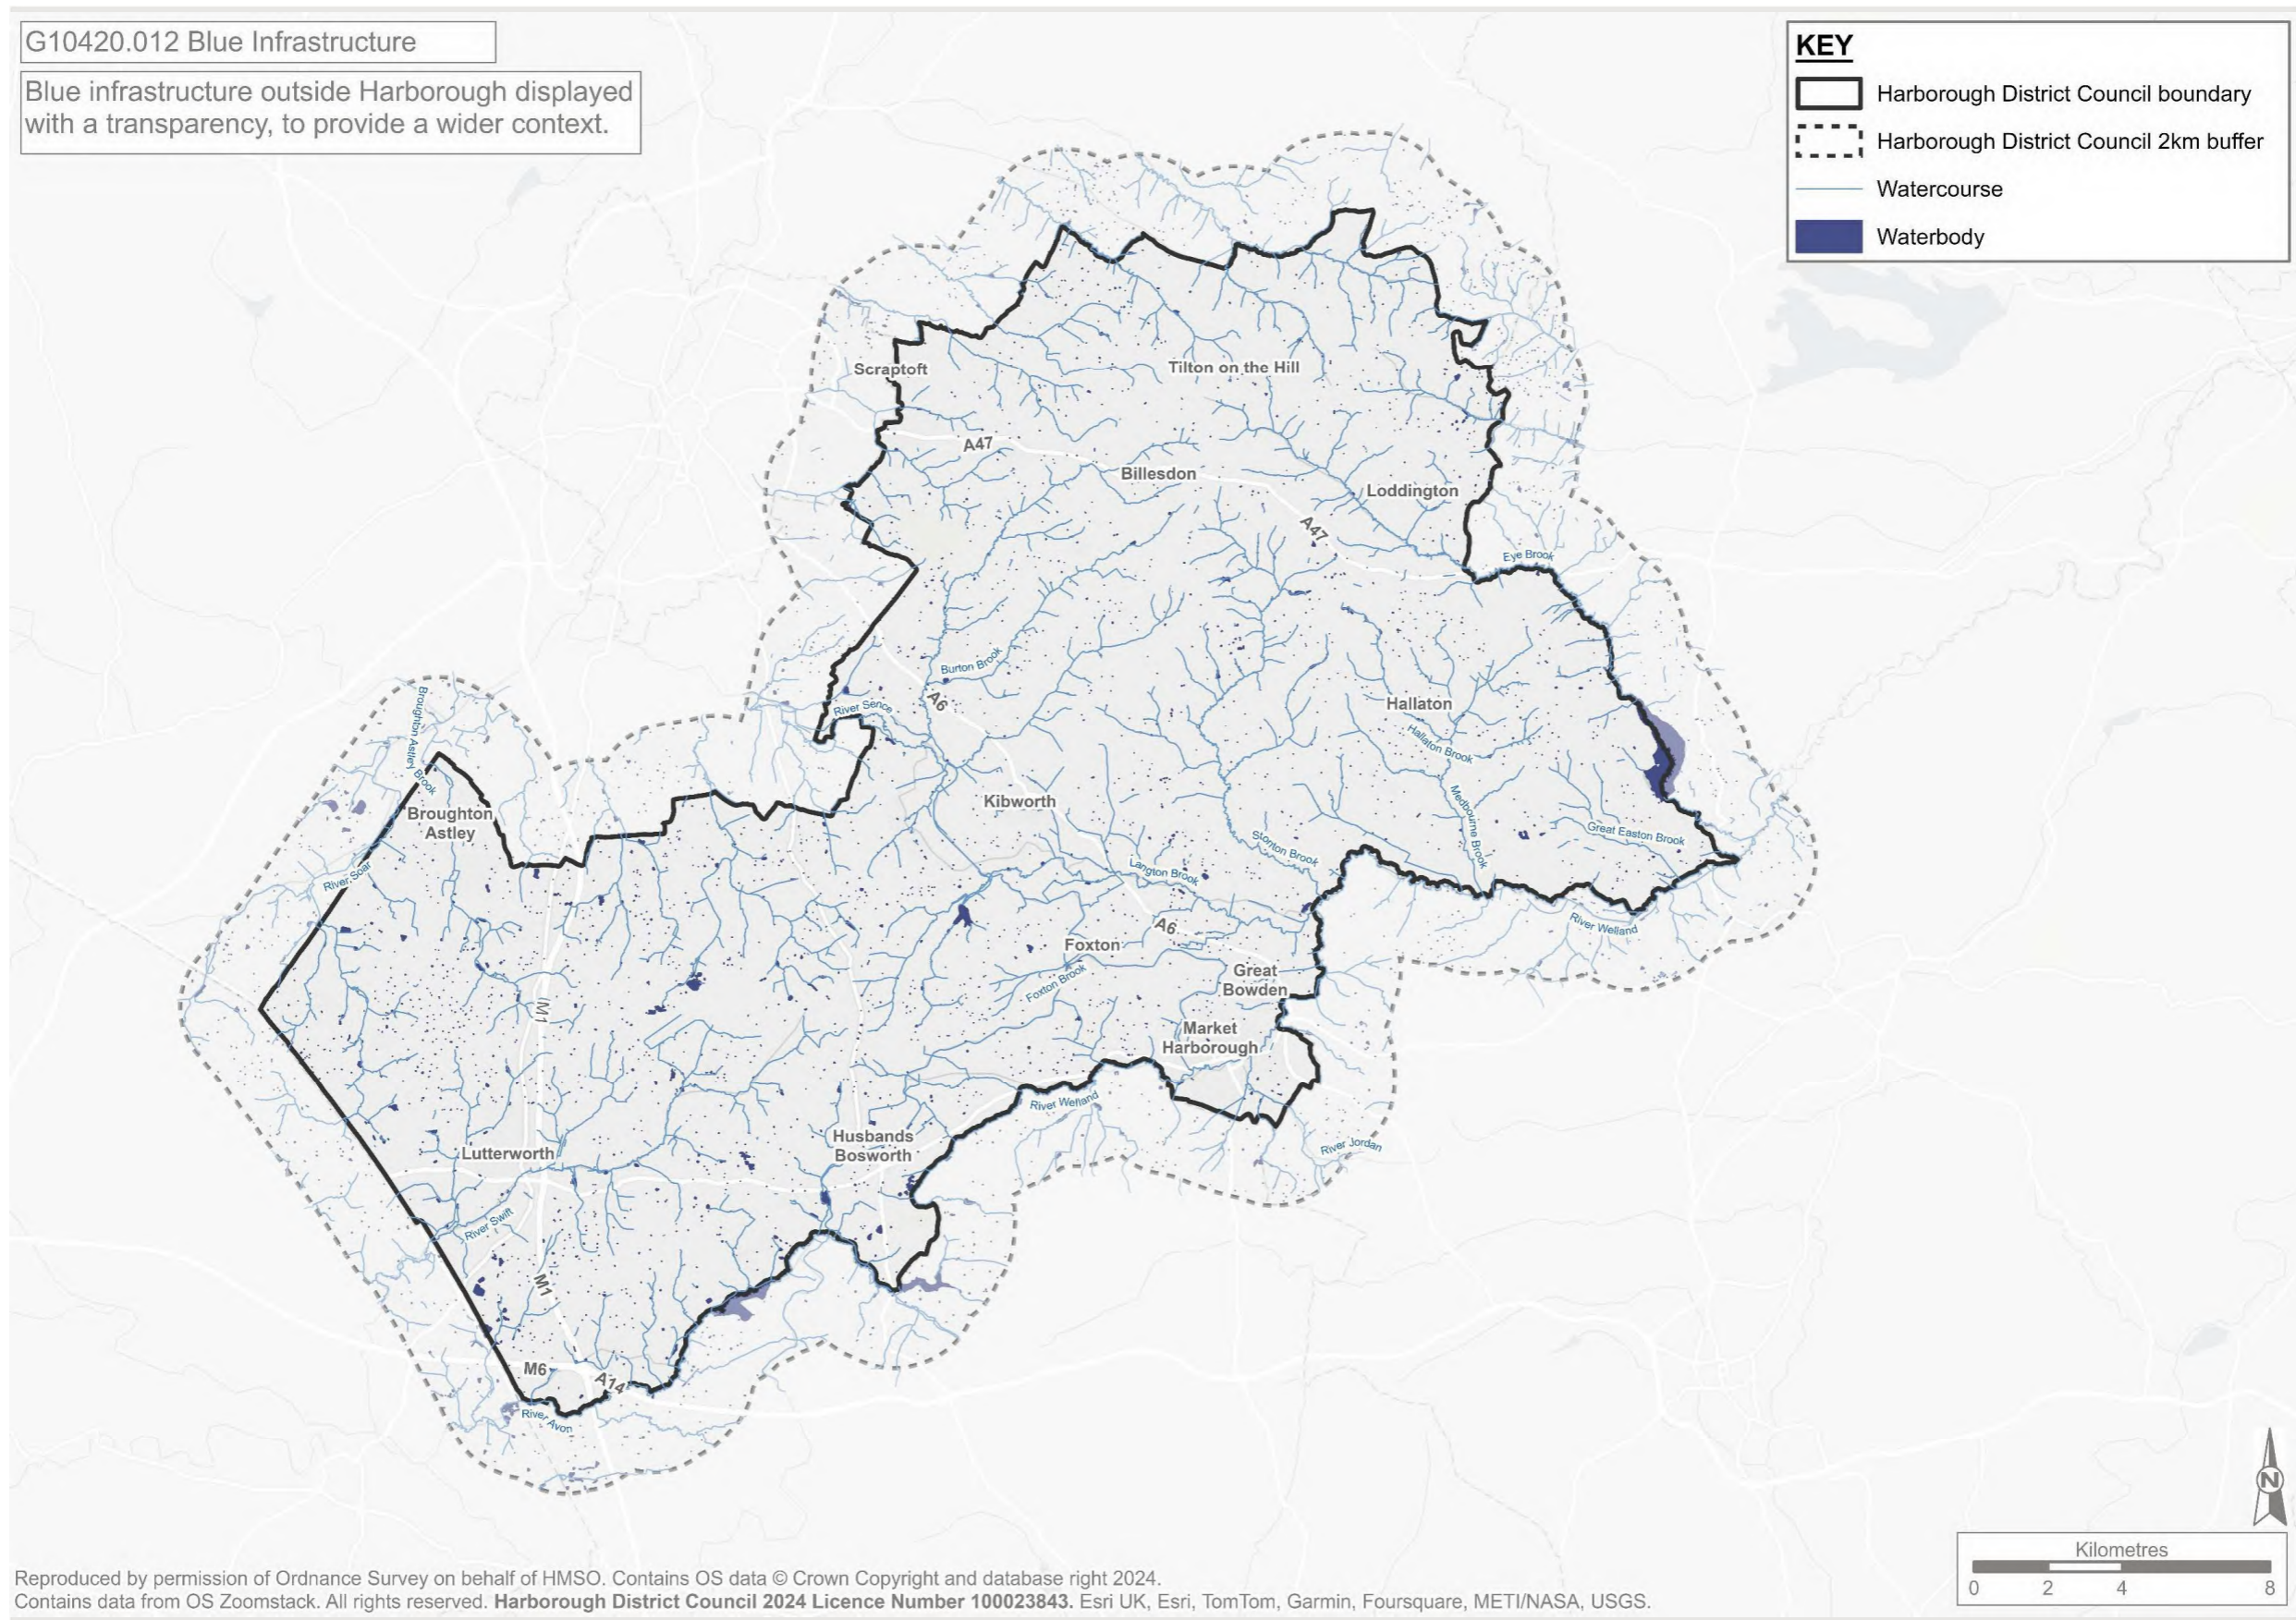 G10420.012 Blue Infrastructure
Blue infrastructure outside Harborough displayed
with a transparency, to provide a wider context.
KEY
Harborough District Council boundary
Harborough District Council 2km buffer
Watercourse
Waterbody
Scraptoft
Tilton on the Hill
A47
Billesdon
Loddington
A47
Eye Brook
Burton Brook
A6
River Sence
Hallaton
Hallaton Brook
Broughton Astley Brook
Broughton
Astley
Kibworth
Medbourne Brook
Great Easton Brook
Stonton Brook
Langton Brook
River Soar
A6
River Welland
Foxton
Foxton Brook
Great
Bowden
M1
Market
Harborough
River Welland
Husbands
Bosworth
River Jordan
Lutterworth
River Swift
M1
M6
A14
River Avon
N
Kilometres
0 2 4 8
Reproduced by permission of Ordnance Survey on behalf of HMSO. Contains OS data © Crown Copyright and database right 2024.
Contains data from OS Zoomstack. All rights reserved. Harborough District Council 2024 Licence Number 100023843. Esri UK, Esri, TomTom, Garmin, Foursquare, METI/NASA, USGS.